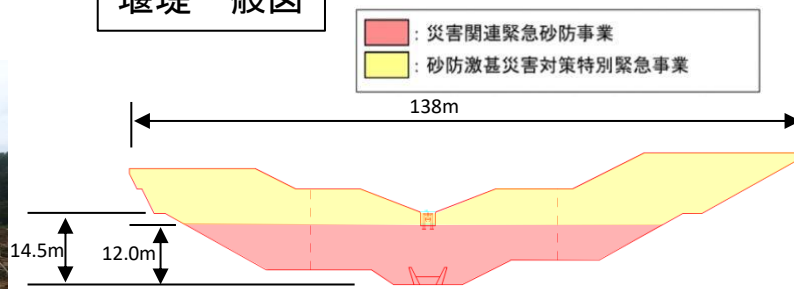 堰堤一般図
：災害関連緊急砂防事業
：砂防激甚災害対策特別緊急事業
138m
14.5m
12.0m